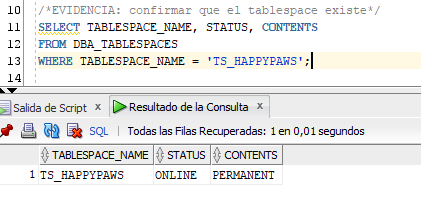 10 /*EVIDENCIA: confirmar que el tablespace existe*/
11 SELECT TABLESPACE_NAME, STATUS, CONTENTS
12 FROM DBA_TABLESPACES
13 WHERE TABLESPACE_NAME = 'TS_HAPPYPAWS';
Salida de Script x Resultado de la Consulta x
SQL | Todas las Filas Recuperadas: 1 en 0,01 segundos
TABLESPACE_NAME STATUS CONTENTS
1 TS_HAPPYPAWS ONLINE PERMANENT